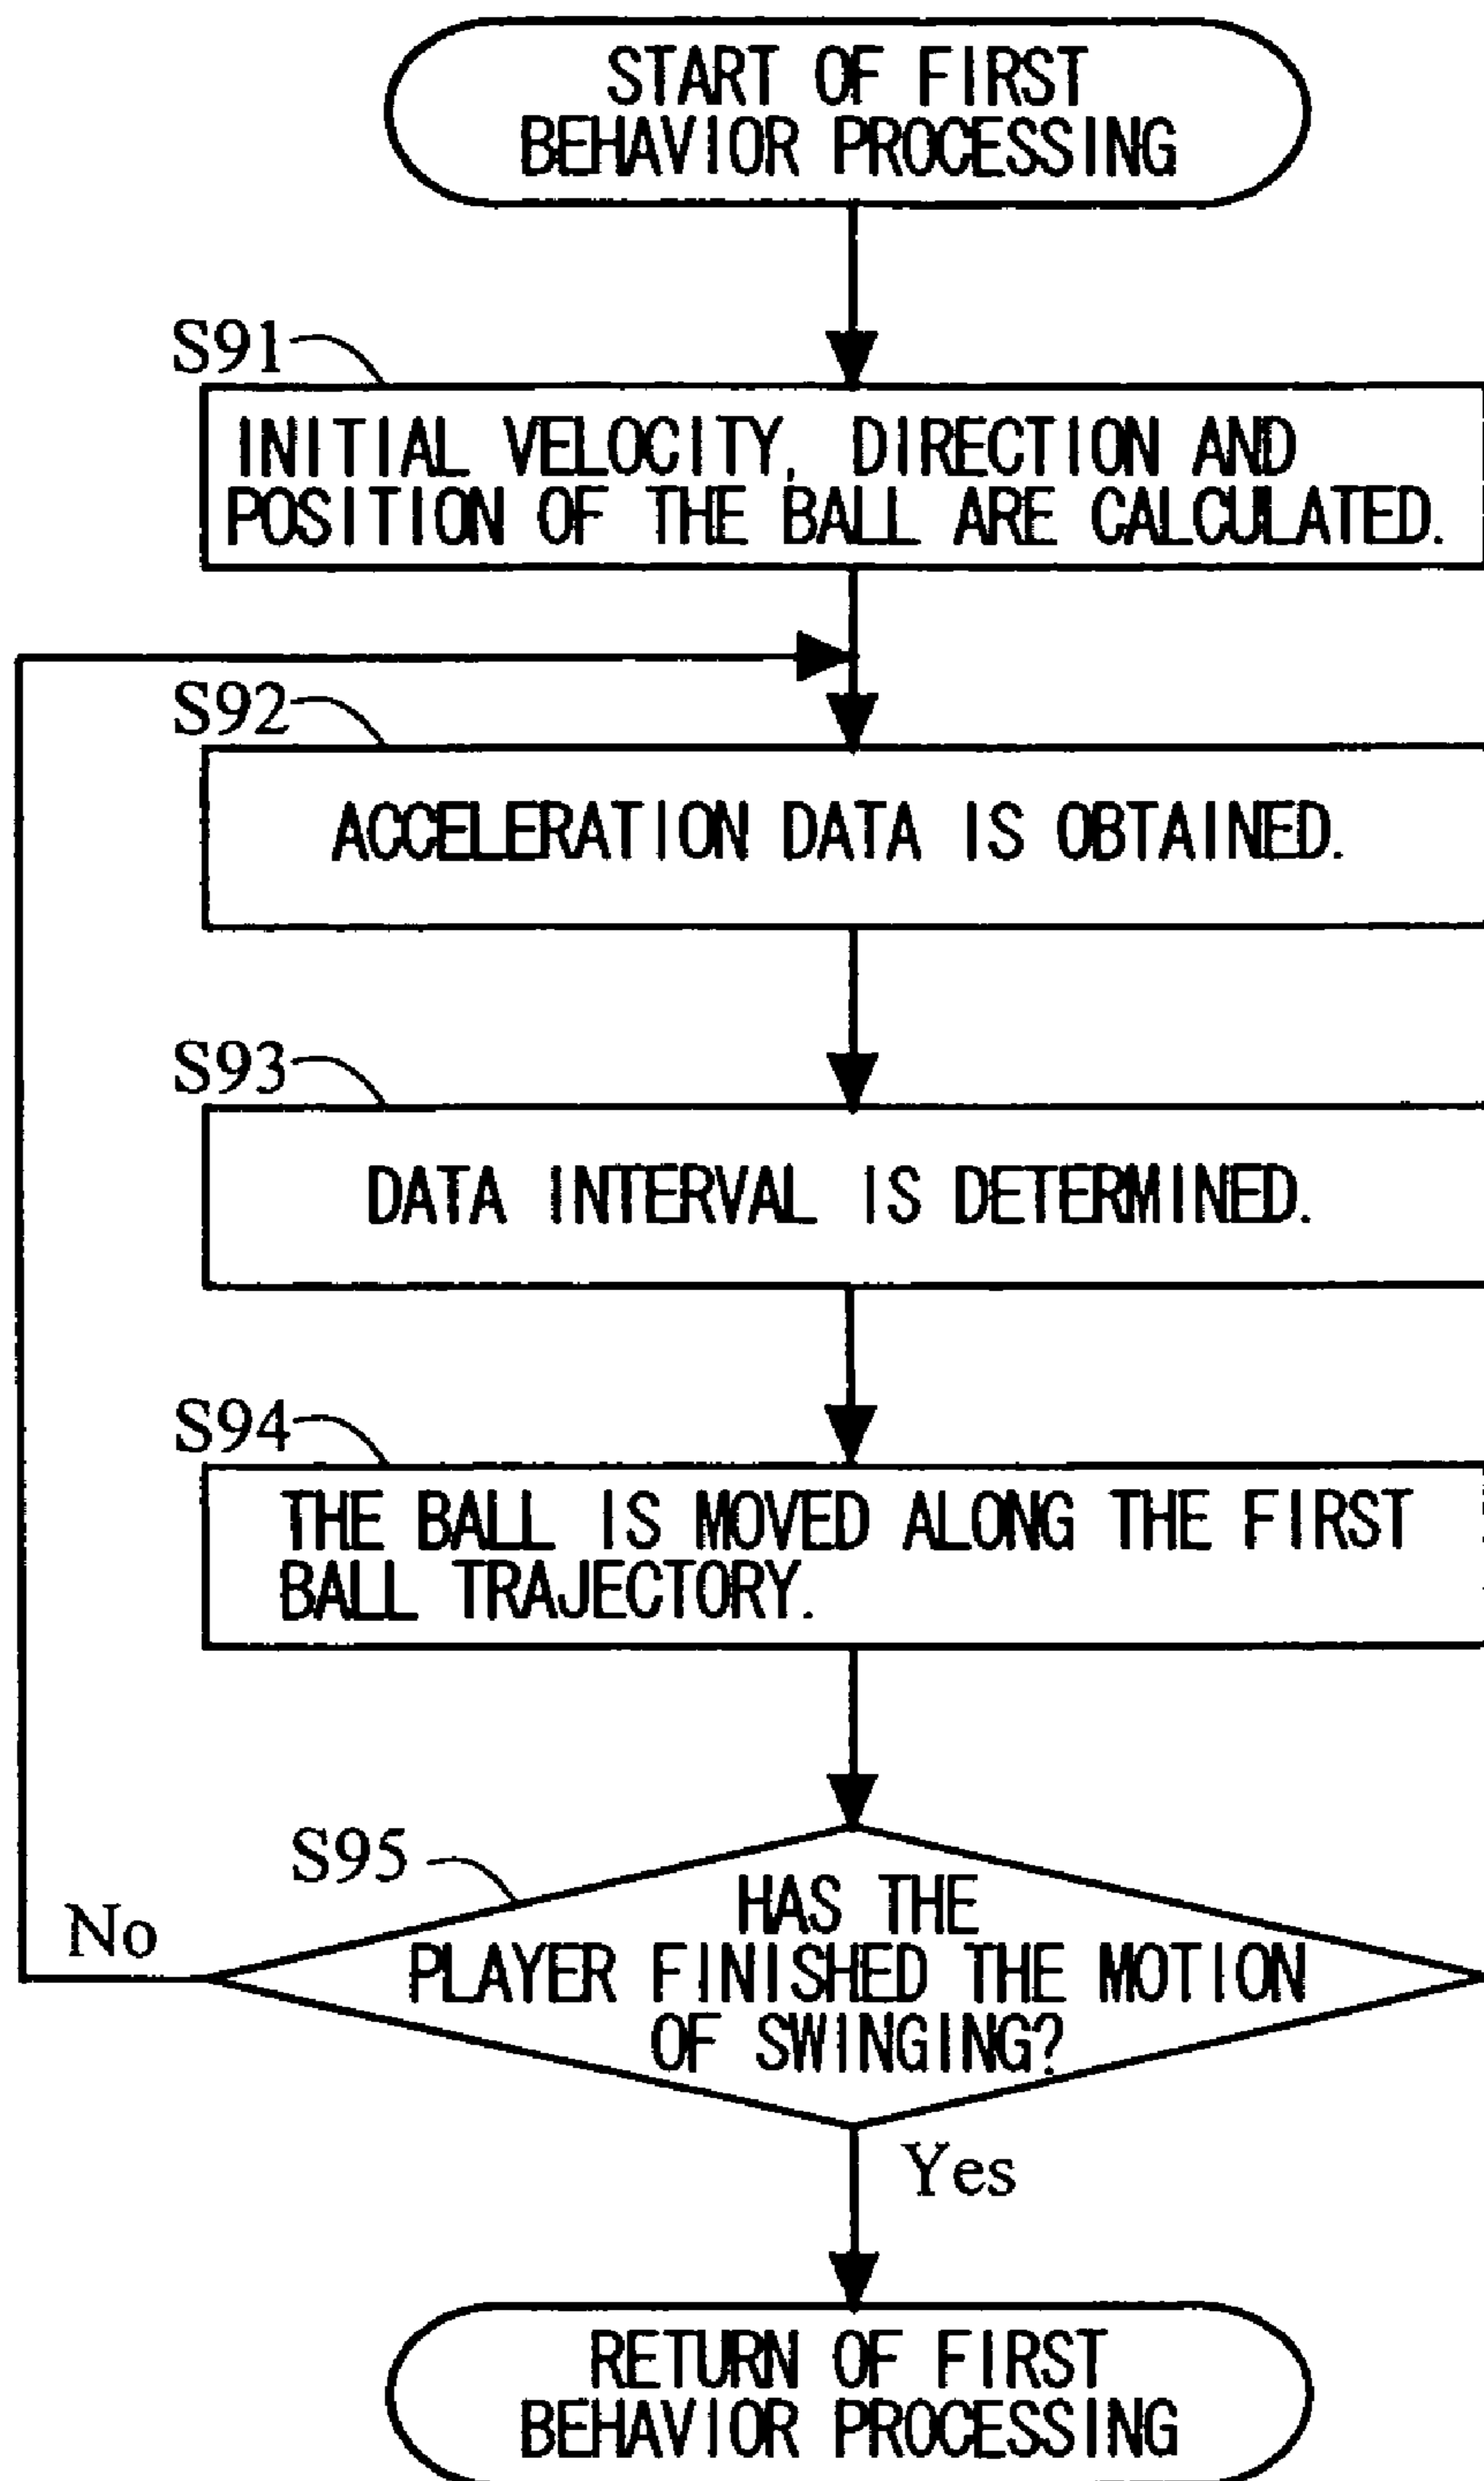 START OF FIRST
BEHAVIOR PROCESSING
S91
INITIAL VELOCITY, DIRECTION AND
POSITION OF THE BALL ARE CALCULATED.
S92
ACCELERATION DATA IS OBTAINED.
S93
DATA INTERVAL IS DETERMINED.
S94
THE BALL IS MOVED ALONG THE FIRST
BALL TRAJECTORY.
S95
HAS THE
No
PLAYER FINISHED THE MOTION
OF SWINGING?
Yes
RETURN OF FIRST
BEHAVIOR PROCESSING